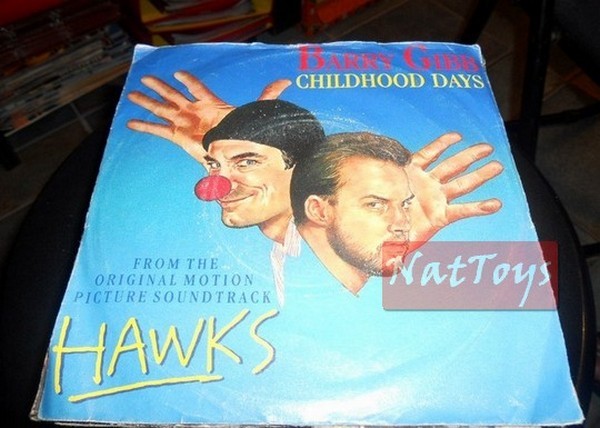 BARRY GIBB
CHILDHOOD DAYS
FROM THE
ORIGINAL MOTION
PICTURE SOUNDTRACK
HAWKS
NatToys